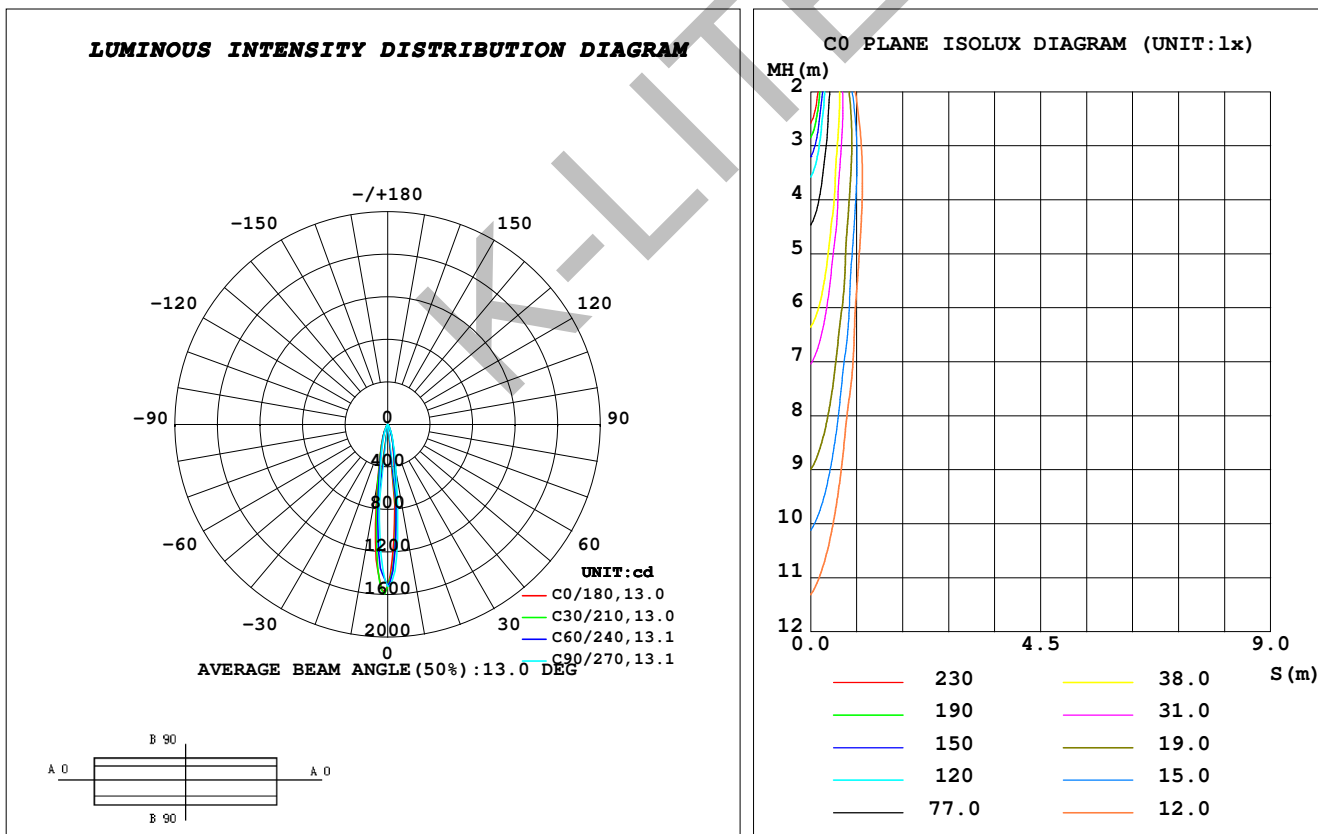 LUMINOUS INTENSITY DISTRIBUTION DIAGRAM
-/+180
-150
150
-120
120
-90
90
-60
60
-30
30
0
0
400
800
1200
1600
2000
UNIT:cd
C0/180,13.0
C30/210,13.0
C60/240,13.1
C90/270,13.1
AVERAGE BEAM ANGLE(50%):13.0 DEG
B 90
A 0
A 0
B 90
C0 PLANE ISOLUX DIAGRAM (UNIT:lx)
MH(m)
2
3
4
5
6
7
8
9
10
11
12
0.0
4.5
9.0
S(m)
230
190
150
120
77.0
38.0
31.0
19.0
15.0
12.0
K-LITE